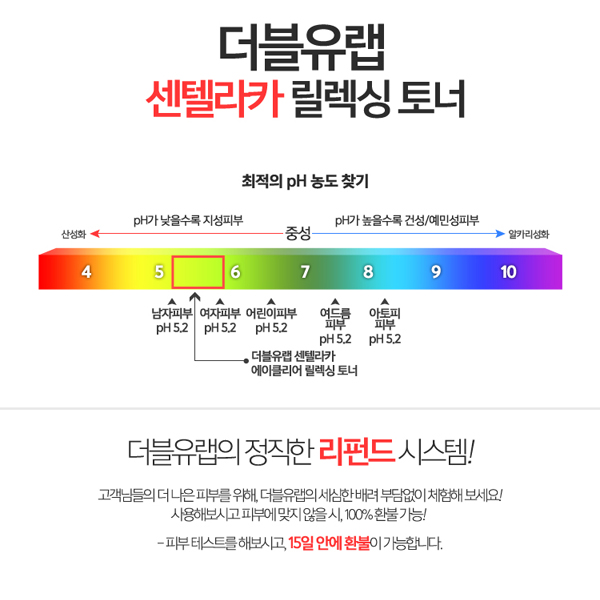 더블유랩
센텔라카 릴렉싱 토너
최적의 pH 농도 찾기
산성화
pH가 낮을수록 지성피부
중성
pH가 높을수록 건성/예민성피부
알카리성화
4 5 6 7 8 9 10
남자피부
pH 5,2
여자피부
pH 5,2
어린이피부
pH 5,2
여드름
피부
pH 5,2
아토피
피부
pH 5,2
더블유랩 센텔라카
에이클리어 릴렉싱 토너
더블유랩의 정직한 리펀드 시스템!
고객님들의 더 나은 피부를 위해, 더블유랩의 세심한 배려 부담없이 체험해 보세요!
사용해보시고 피부에 맞지 않을 시, 100% 환불 가능!
- 피부 테스트를 해보시고, 15일 안에 환불이 가능합니다.